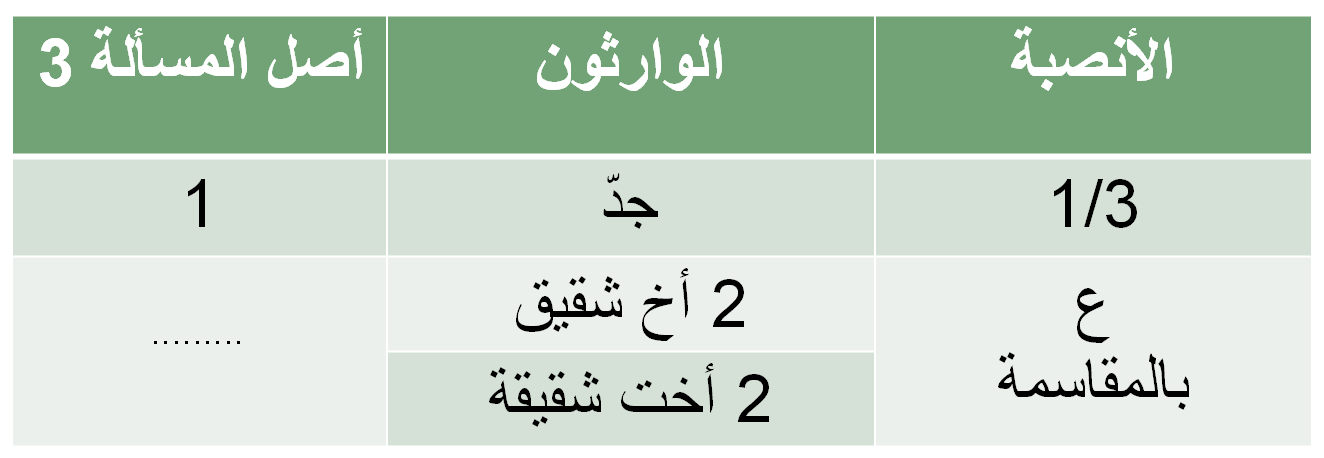 الأنصبة
الوارثون
أصل المسألة 3
1/3
جدّ
1
ع
بالمقاسمة
2 أخ شقيق
2 أخت شقيقة
.........